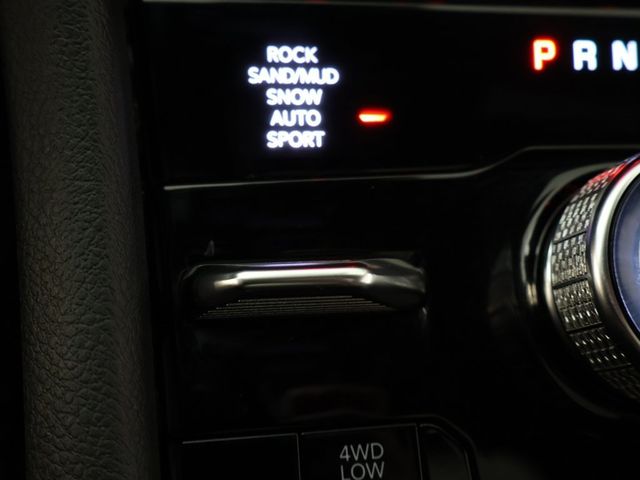 ROCK
SAND/MUD
SNOW
AUTO
SPORT
P R N
4WD
LOW